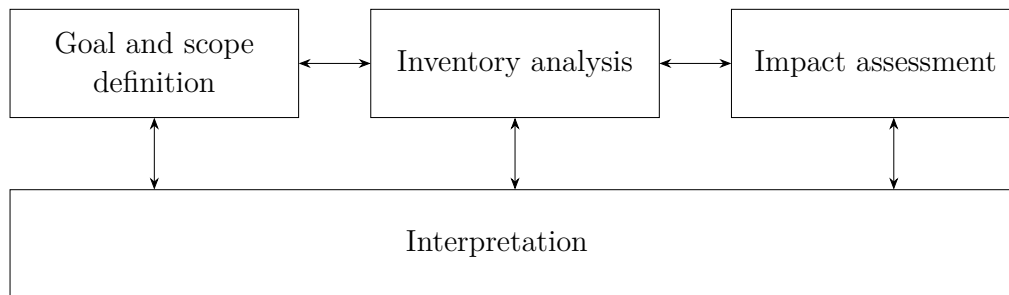 Goal and scope
definition
Inventory analysis
Impact assessment
Interpretation